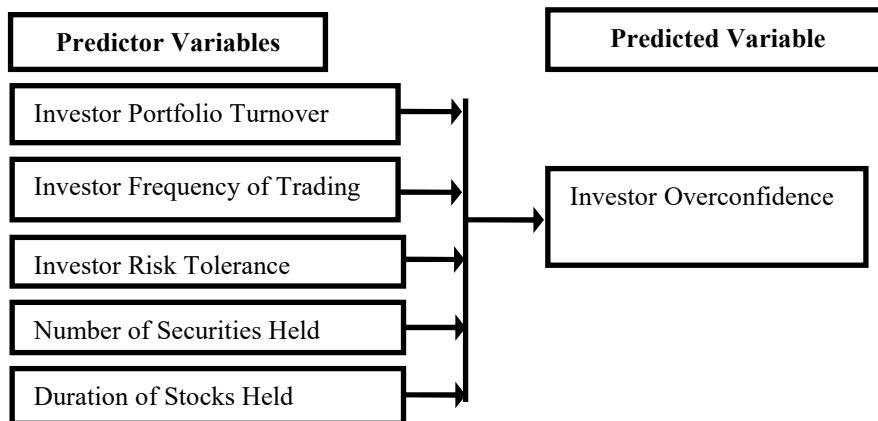 Predictor Variables
Predicted Variable
Investor Portfolio Turnover
Investor Frequency of Trading
Investor Risk Tolerance
Number of Securities Held
Duration of Stocks Held
Investor Overconfidence